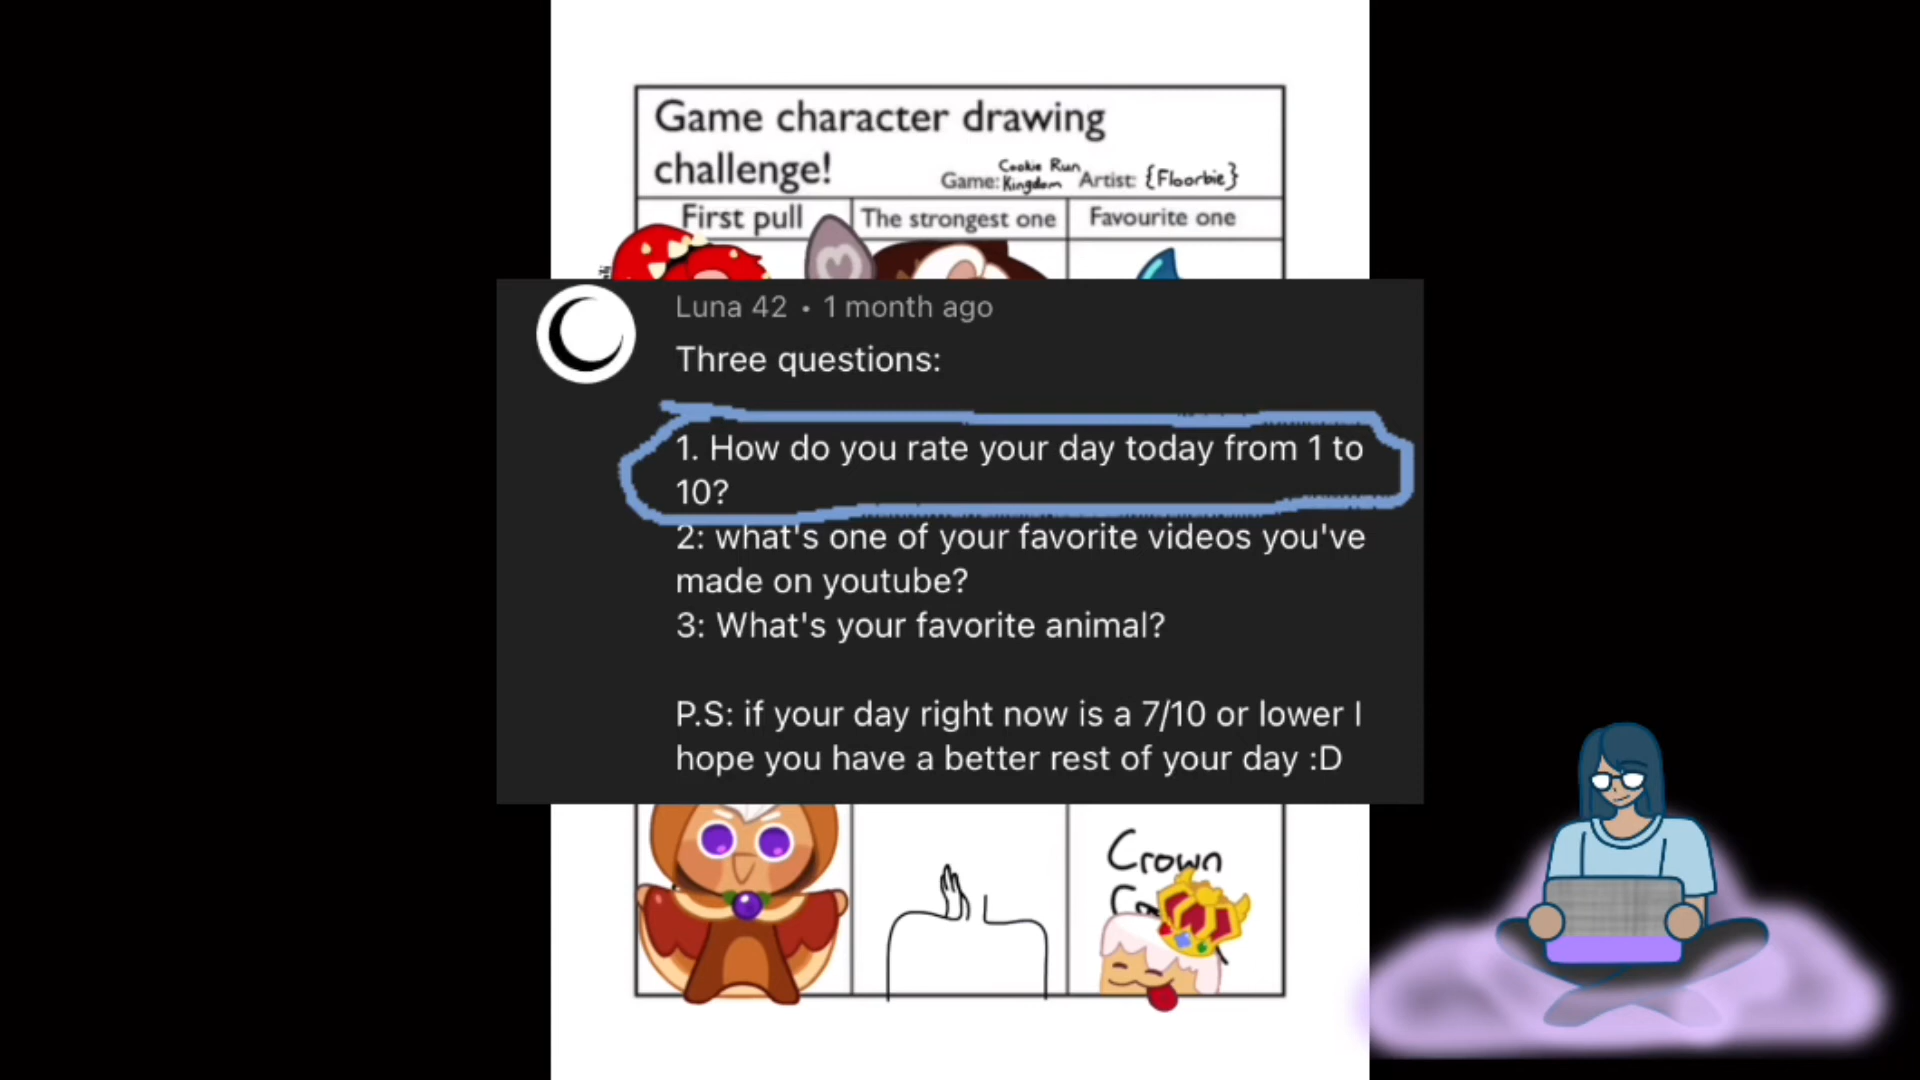 Game character drawing
challenge!
Game: Cookie Run Kingdom Artist: {Floorbie}
First pull
The strongest one
Favourite one
Luna 42 • 1 month ago
Three questions:
1. How do you rate your day today from 1 to
10?
2: what's one of your favorite videos you've
made on youtube?
3: What's your favorite animal?
P.S: if your day right now is a 7/10 or lower I
hope you have a better rest of your day :D
Crown